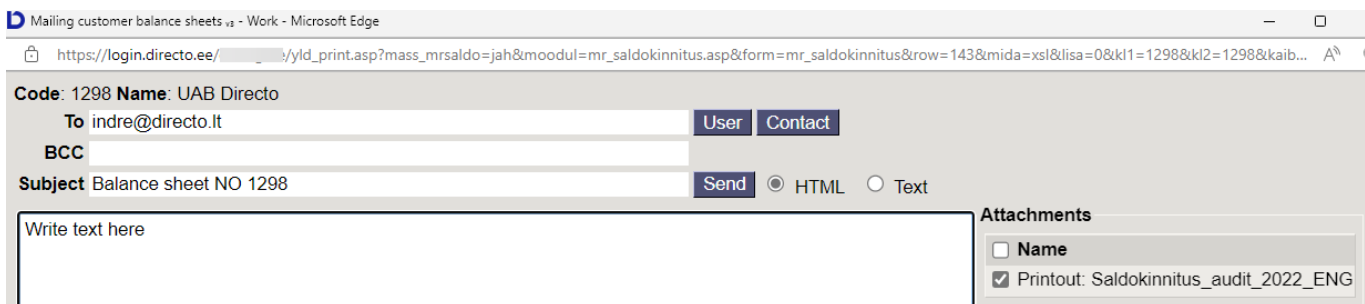 Mailing customer balance sheets v3 - Work - Microsoft Edge
https://login.directo.ee/ /yld_print.asp?mass_mrsaldo=jah&moodul=mr_saldokinnitus.asp&form=mr_saldokinnitus&row=143&mida=xsl&lisa=0&kl1=1298&kl2=1298&kaib... A
Code: 1298 Name: UAB Directo
To indre@directo.lt User Contact
BCC
Subject Balance sheet NO 1298 Send HTML Text
Write text here
Attachments
Name
Printout: Saldokinnitus_audit_2022_ENG